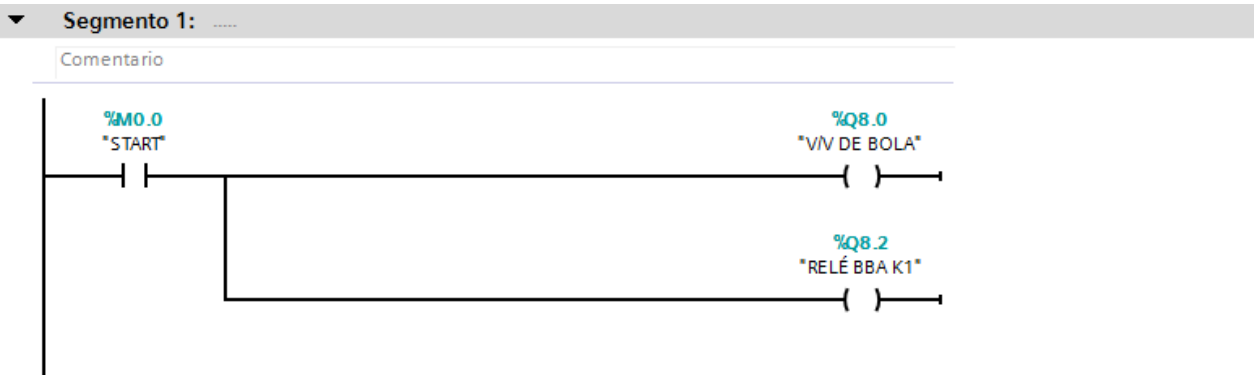 Segmento 1: .....
Comentario
%M0.0
"START"
%Q8.0
"V/V DE BOLA"
%Q8.2
"RELÉ BBA K1"